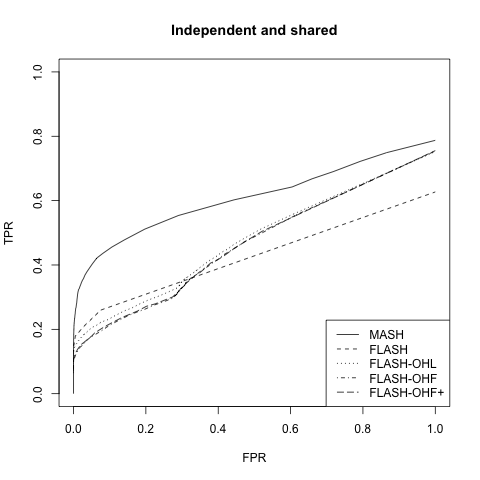 Independent and shared
TPR
1.0
0.8
0.6
0.4
0.2
0.0
MASH
FLASH
FLASH-OHL
FLASH-OHF
FLASH-OHF+
0.0 0.2 0.4 0.6 0.8 1.0
FPR